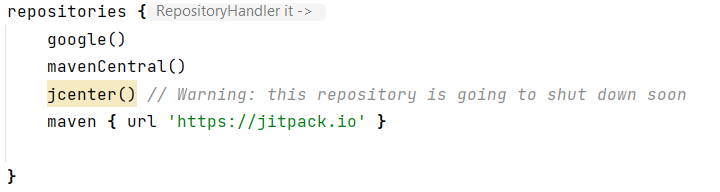 repositories { RepositoryHandler it ->
google()
mavenCentral()
jcenter() // Warning: this repository is going to shut down soon
maven { url 'https://jitpack.io' }
}